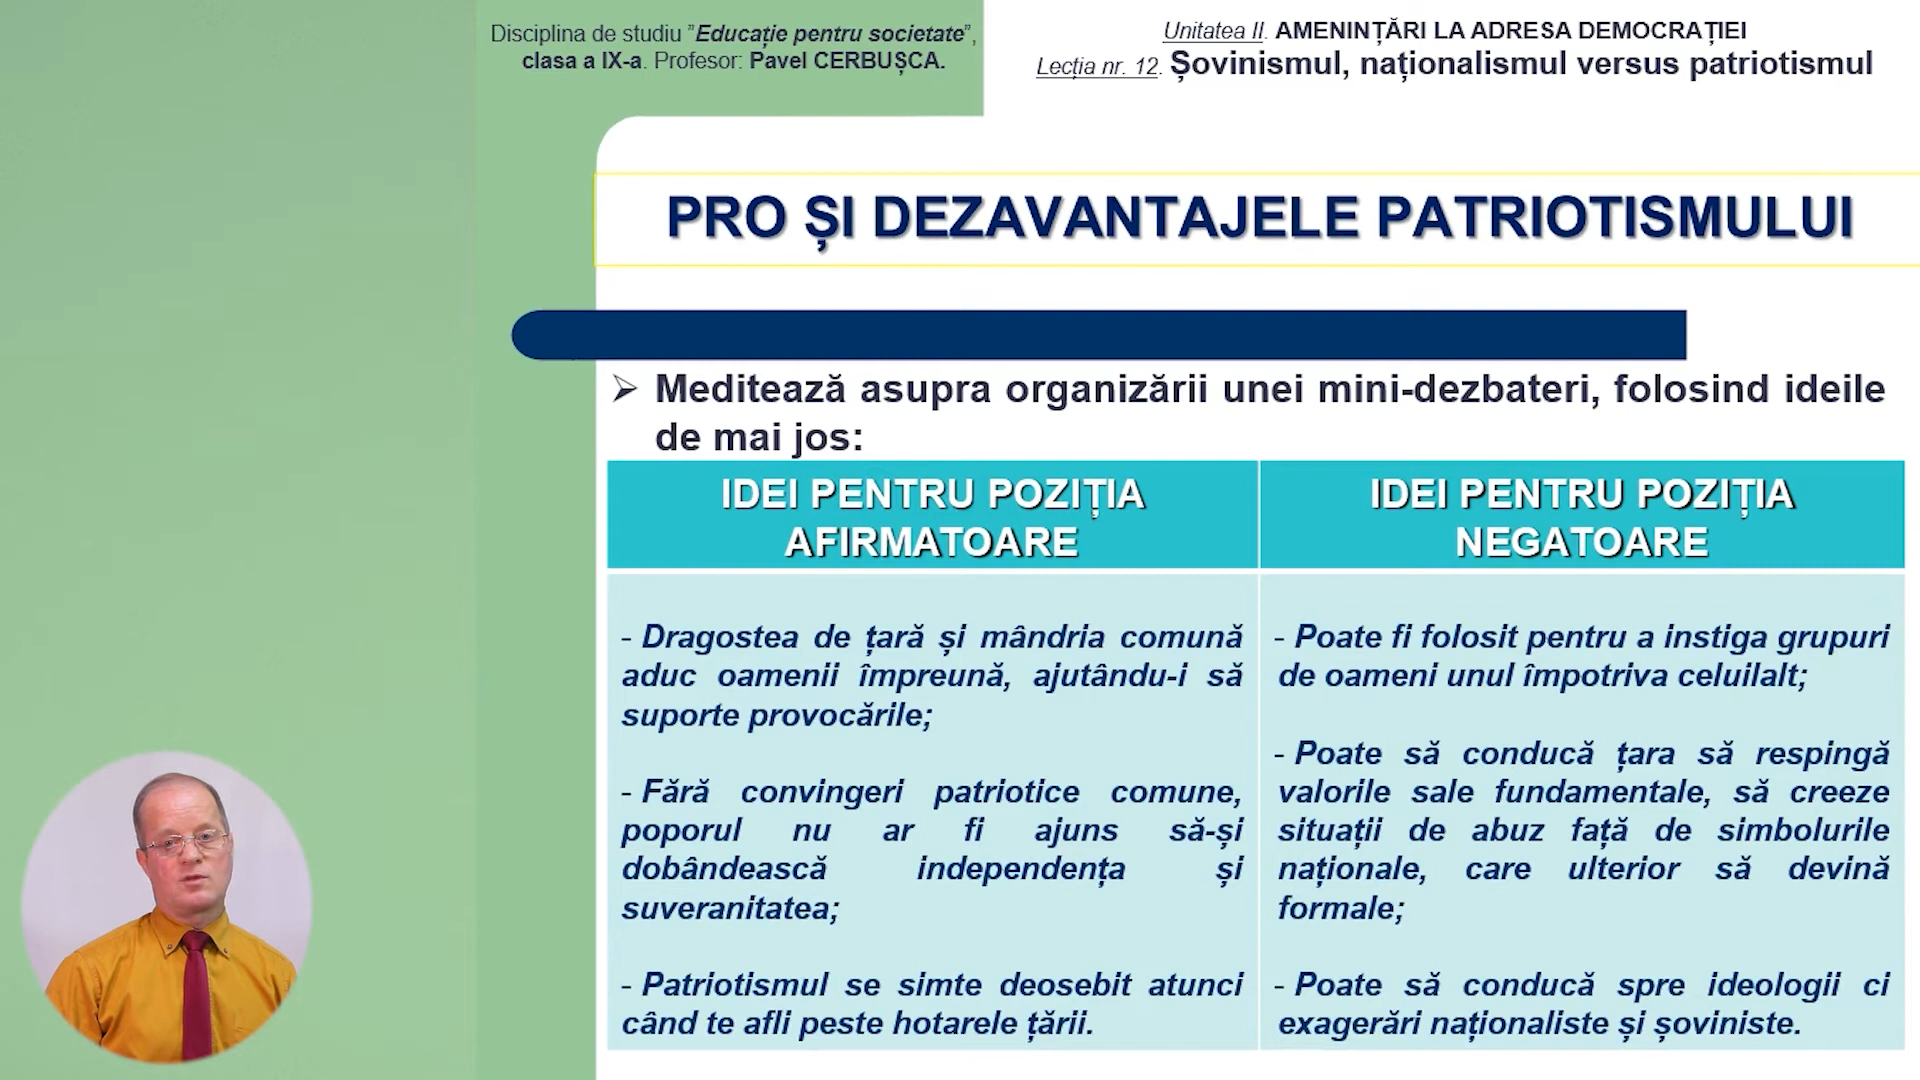 Disciplina de studiu ”Educație pentru societate”,
clasa a IX-a. Profesor: Pavel CERBUȘCA.
Unitatea II. AMENINȚĂRI LA ADRESA DEMOCRAȚIEI
Lecția nr. 12. Șovinismul, naționalismul versus patriotismul
PRO ȘI DEZAVANTAJELE PATRIOTISMULUI
➢ Meditează asupra organizării unei mini-dezbateri, folosind ideile
de mai jos:
IDEI PENTRU POZIȚIA
AFIRMATOARE
- Dragostea de țară și mândria comună
aduc oamenii împreună, ajutându-i să
suporte provocările;
- Fără convingeri patriotice comune,
poporul nu ar fi ajuns să-și
dobândească independența și
suveranitatea;
- Patriotismul se simte deosebit atunci
când te afli peste hotarele țării.
IDEI PENTRU POZIȚIA
NEGATOARE
- Poate fi folosit pentru a instiga grupuri
de oameni unul împotriva celuilalt;
- Poate să conducă țara să respingă
valorile sale fundamentale, să creeze
situații de abuz față de simbolurile
naționale, care ulterior să devină
formale;
- Poate să conducă spre ideologii ci
exagerări naționaliste și șoviniste.